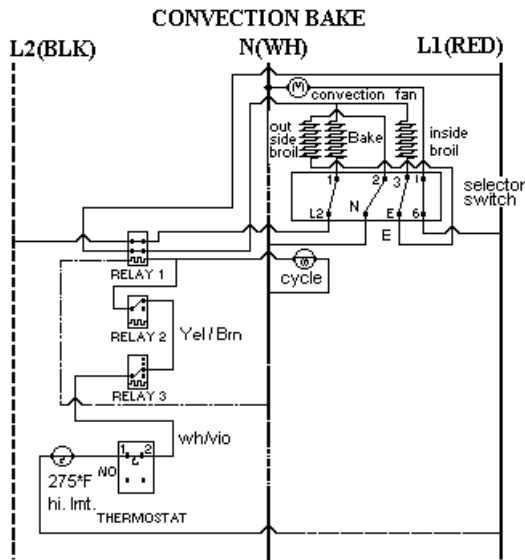 CONVECTION BAKE
L2(BLK) N(WH) L1(RED)
M
convection fan
out side broil
Bake
inside broil
1 2 3 I
selector switch
L2 N E 6
E
RELAY 1
cycle
RELAY 2
Yel/Brn
RELAY 3
wh/vio
1 2
NO
275*F
hi. lmt.
THERMOSTAT